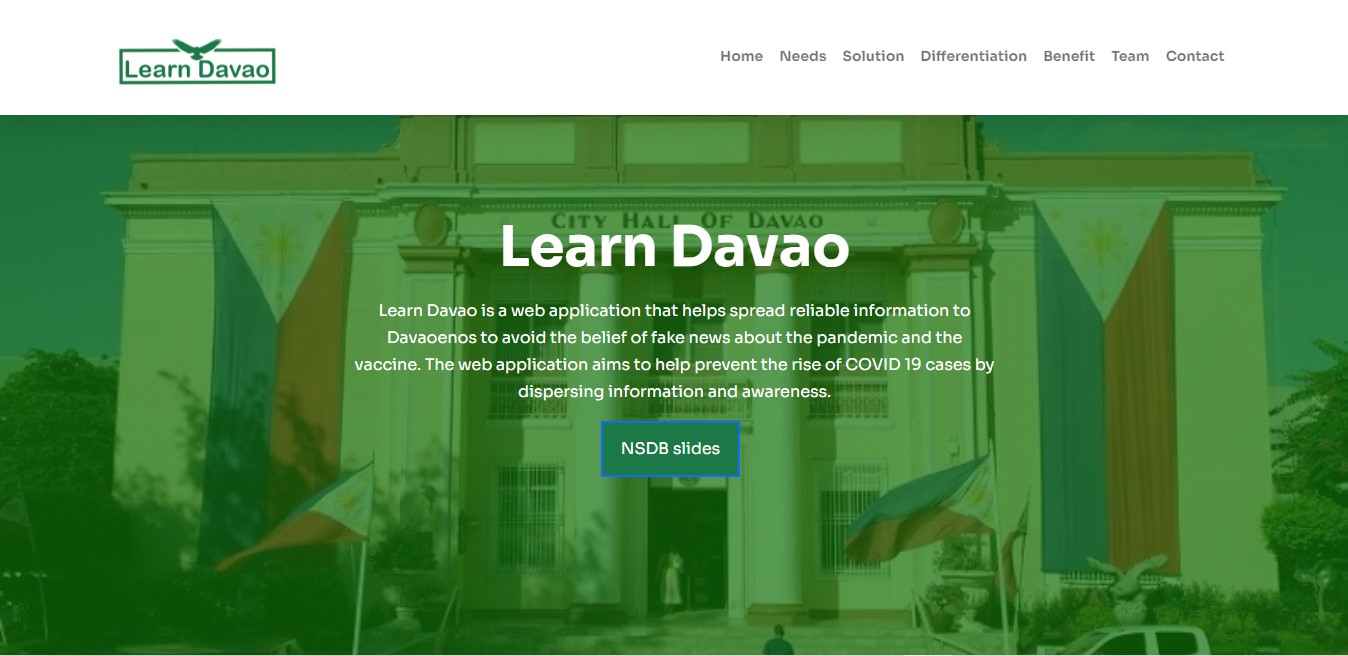 Learn Davao
Home Needs Solution Differentiation Benefit Team Contact
CITY HALL OF DAVAO
Learn Davao
Learn Davao is a web application that helps spread reliable information to
Davaoenos to avoid the belief of fake news about the pandemic and the
vaccine. The web application aims to help prevent the rise of COVID 19 cases by
dispersing information and awareness.
NSDB slides